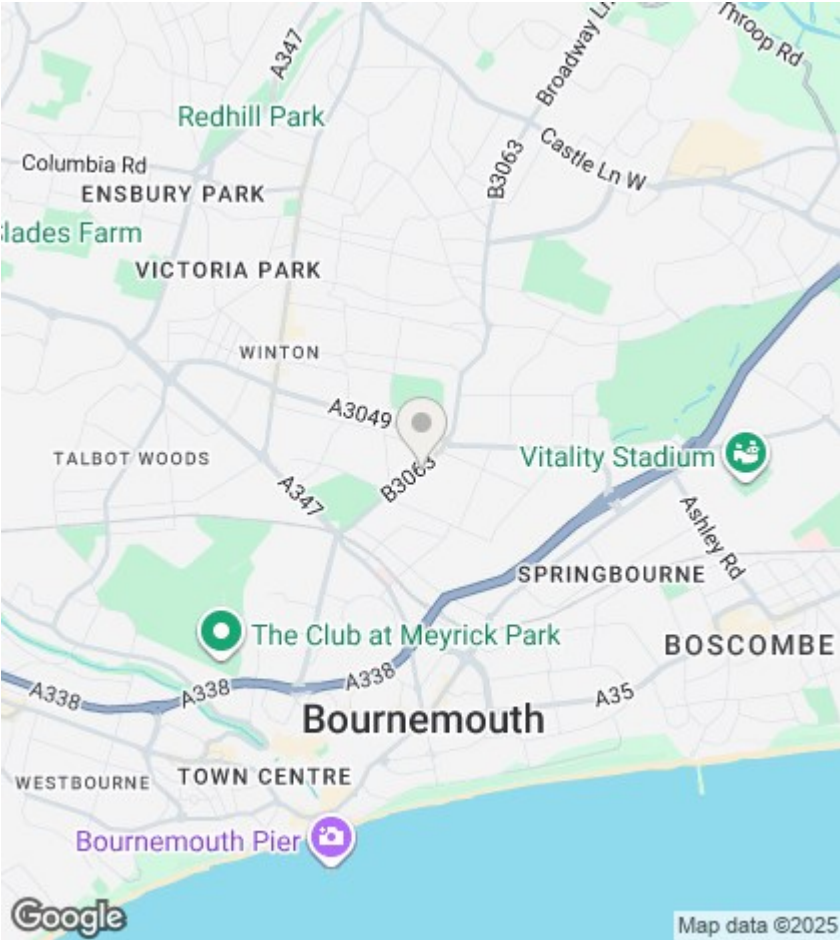 Throop Rd
Broadway Ln
A347
Redhill Park
Columbia Rd
Castle Ln W
B3063
ENSBURY PARK
Slades Farm
VICTORIA PARK
WINTON
A3049
TALBOT WOODS
Vitality Stadium
B3063
A347
Ashley Rd
SPRINGBOURNE
The Club at Meyrick Park
BOSCOMBE
A338
A338
A338
A35
Bournemouth
WESTBOURNE
TOWN CENTRE
Bournemouth Pier
Google
Map data ©2025